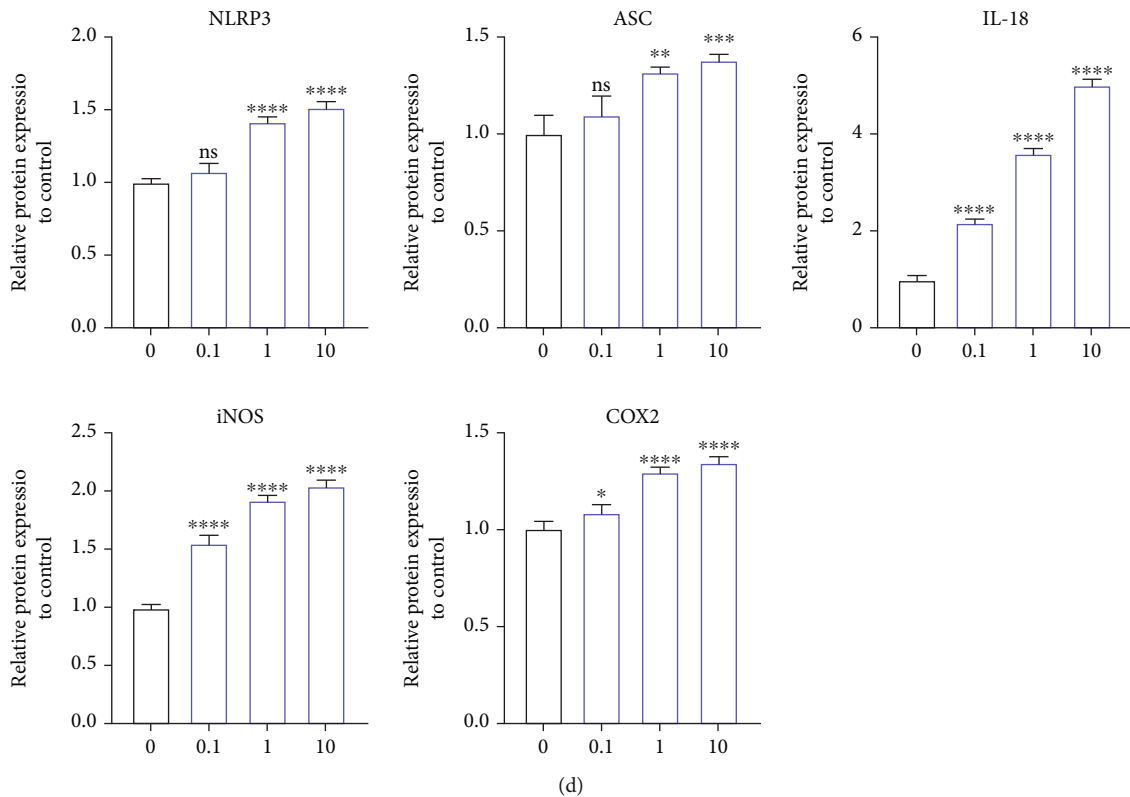 NLRP3
Relative protein expressio
to control
2.0
1.5
1.0
0.5
0.0
ns
****
****
0 0.1 1 10
ASC
Relative protein expressio
to control
1.5
1.0
0.5
0.0
ns
**
***
0 0.1 1 10
IL-18
Relative protein expressio
to control
6
4
2
0
****
****
****
0 0.1 1 10
iNOS
Relative protein expressio
to control
2.5
2.0
1.5
1.0
0.5
0.0
****
****
****
0 0.1 1 10
COX2
Relative protein expressio
to control
1.5
1.0
0.5
0.0
*
****
****
0 0.1 1 10
(d)